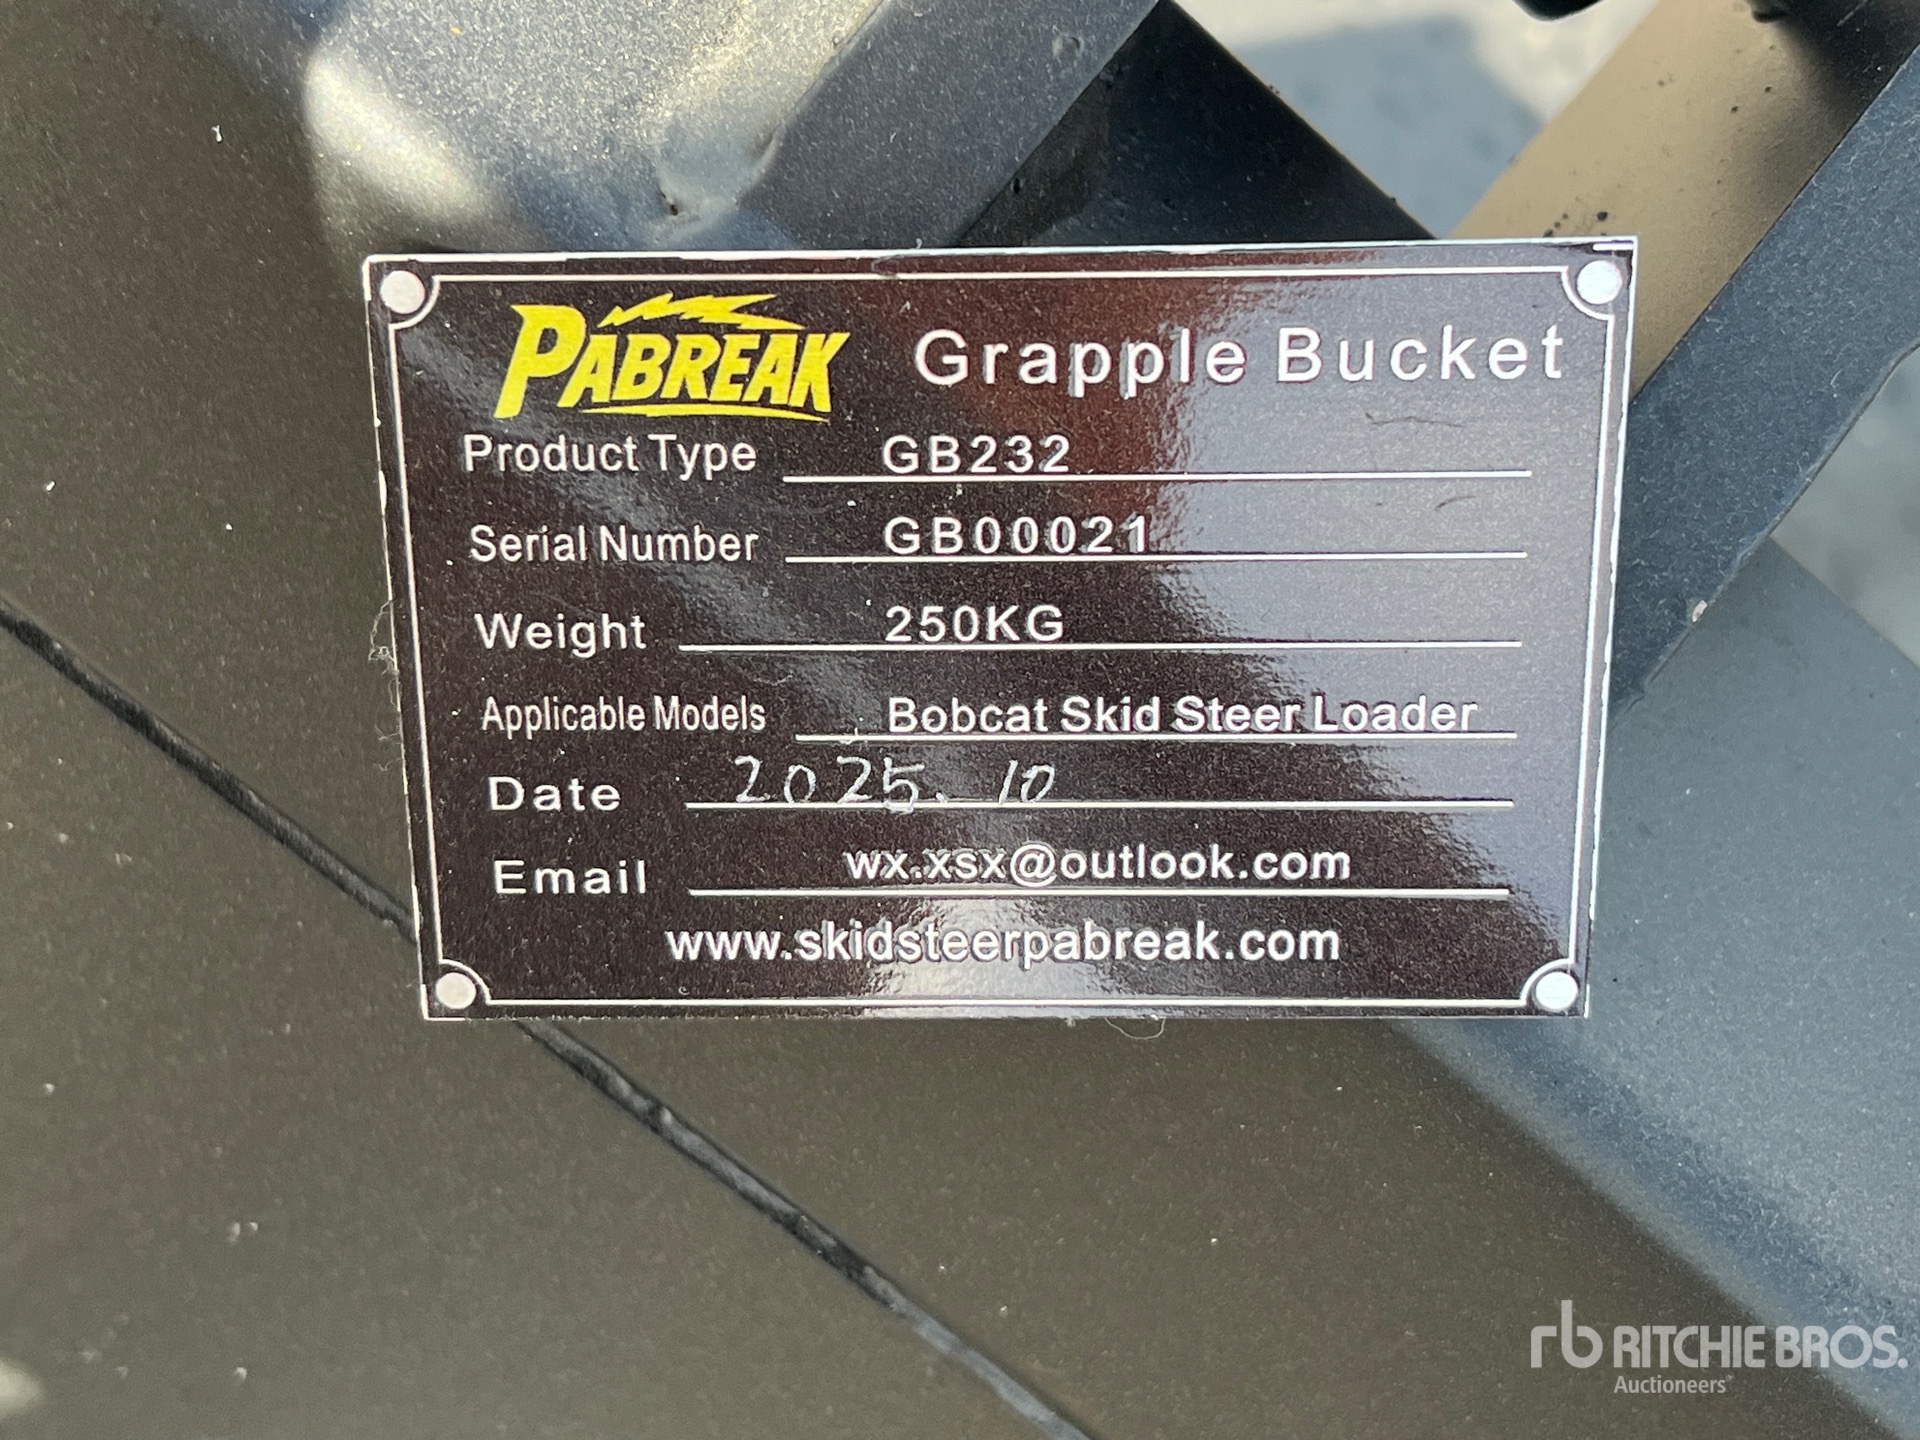 PABREAK Grapple Bucket
Product Type GB232
Serial Number GB00021
Weight 250KG
Applicable Models Bobcat Skid Steer Loader
Date 2025.10
Email wx.xsx@outlook.com
www.skidsteerpabreak.com
rb RITCHIE BROS.
Auctioneers